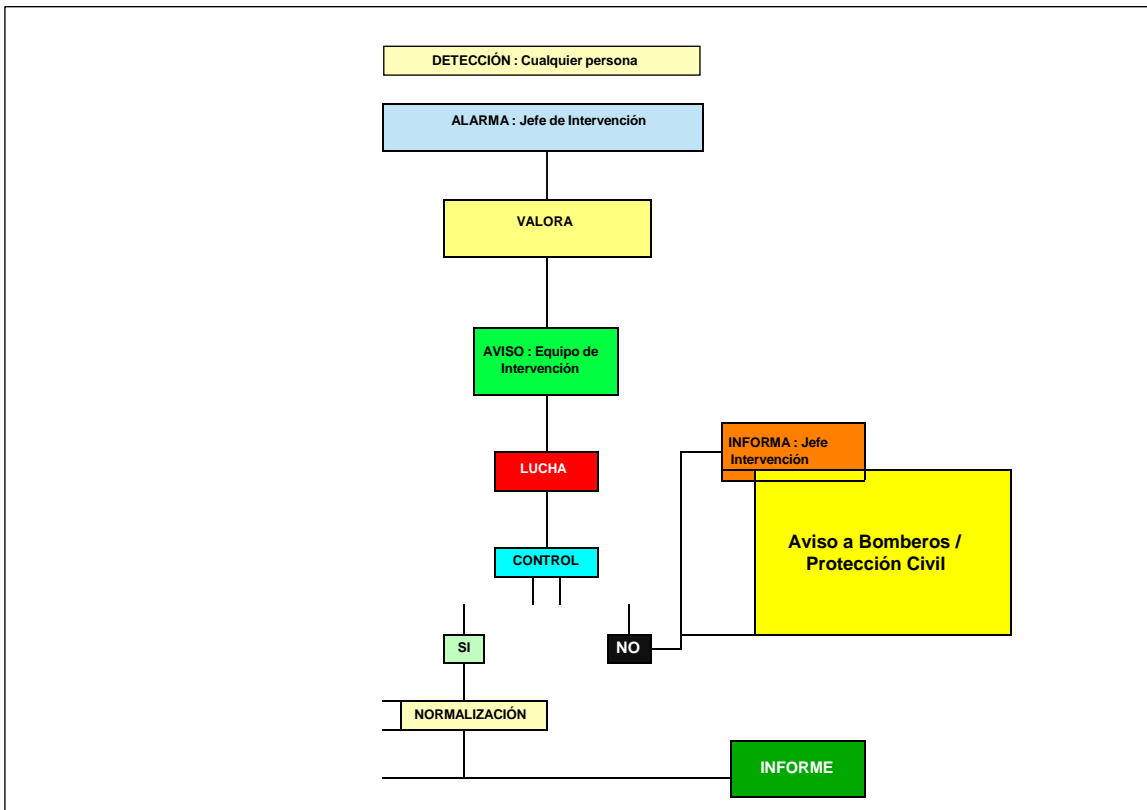 DETECCIÓN : Cualquier persona
ALARMA : Jefe de Intervención
VALORA
AVISO : Equipo de
Intervención
LUCHA
INFORMA : Jefe
Intervención
Aviso a Bomberos /
Protección Civil
CONTROL
SI
NO
NORMALIZACIÓN
INFORME